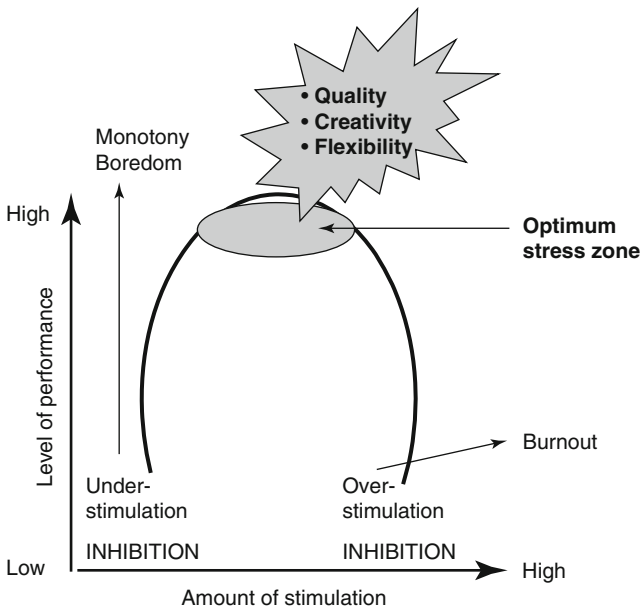 • Quality
• Creativity
• Flexibility
Monotony
Boredom
High
Optimum
stress zone
Level of performance
Burnout
Under-
stimulation
Over-
stimulation
INHIBITION
INHIBITION
Low
High
Amount of stimulation